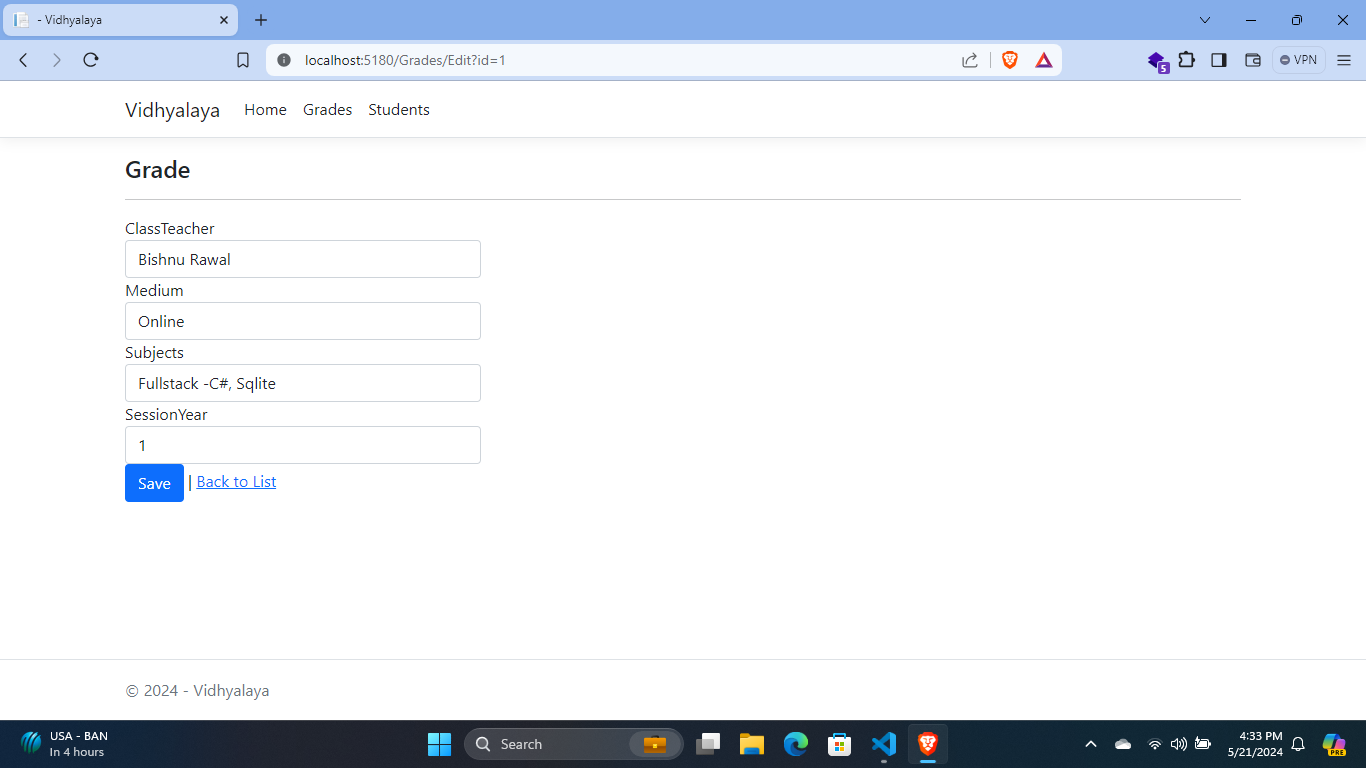 - Vidhyalaya
localhost:5180/Grades/Edit?id=1
5
VPN
Vidhyalaya Home Grades Students
Grade
ClassTeacher
Bishnu Rawal
Medium
Online
Subjects
Fullstack -C#, Sqlite
SessionYear
1
Save | Back to List
© 2024 - Vidhyalaya
USA - BAN
In 4 hours
Search
4:33 PM
5/21/2024
PRE